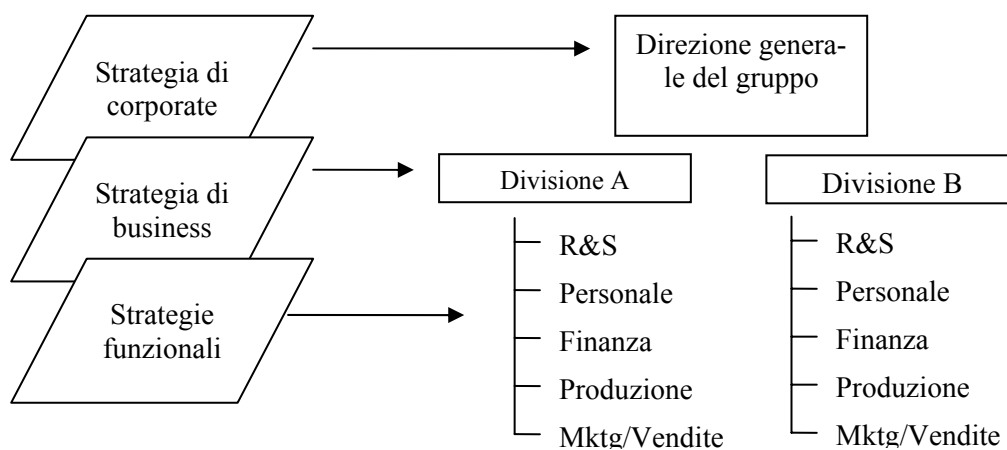 Strategia di
corporate
Direzione genera-
le del gruppo
Strategia di
business
Divisione A
Divisione B
Strategie
funzionali
R&S
Personale
Finanza
Produzione
Mktg/Vendite
R&S
Personale
Finanza
Produzione
Mktg/Vendite